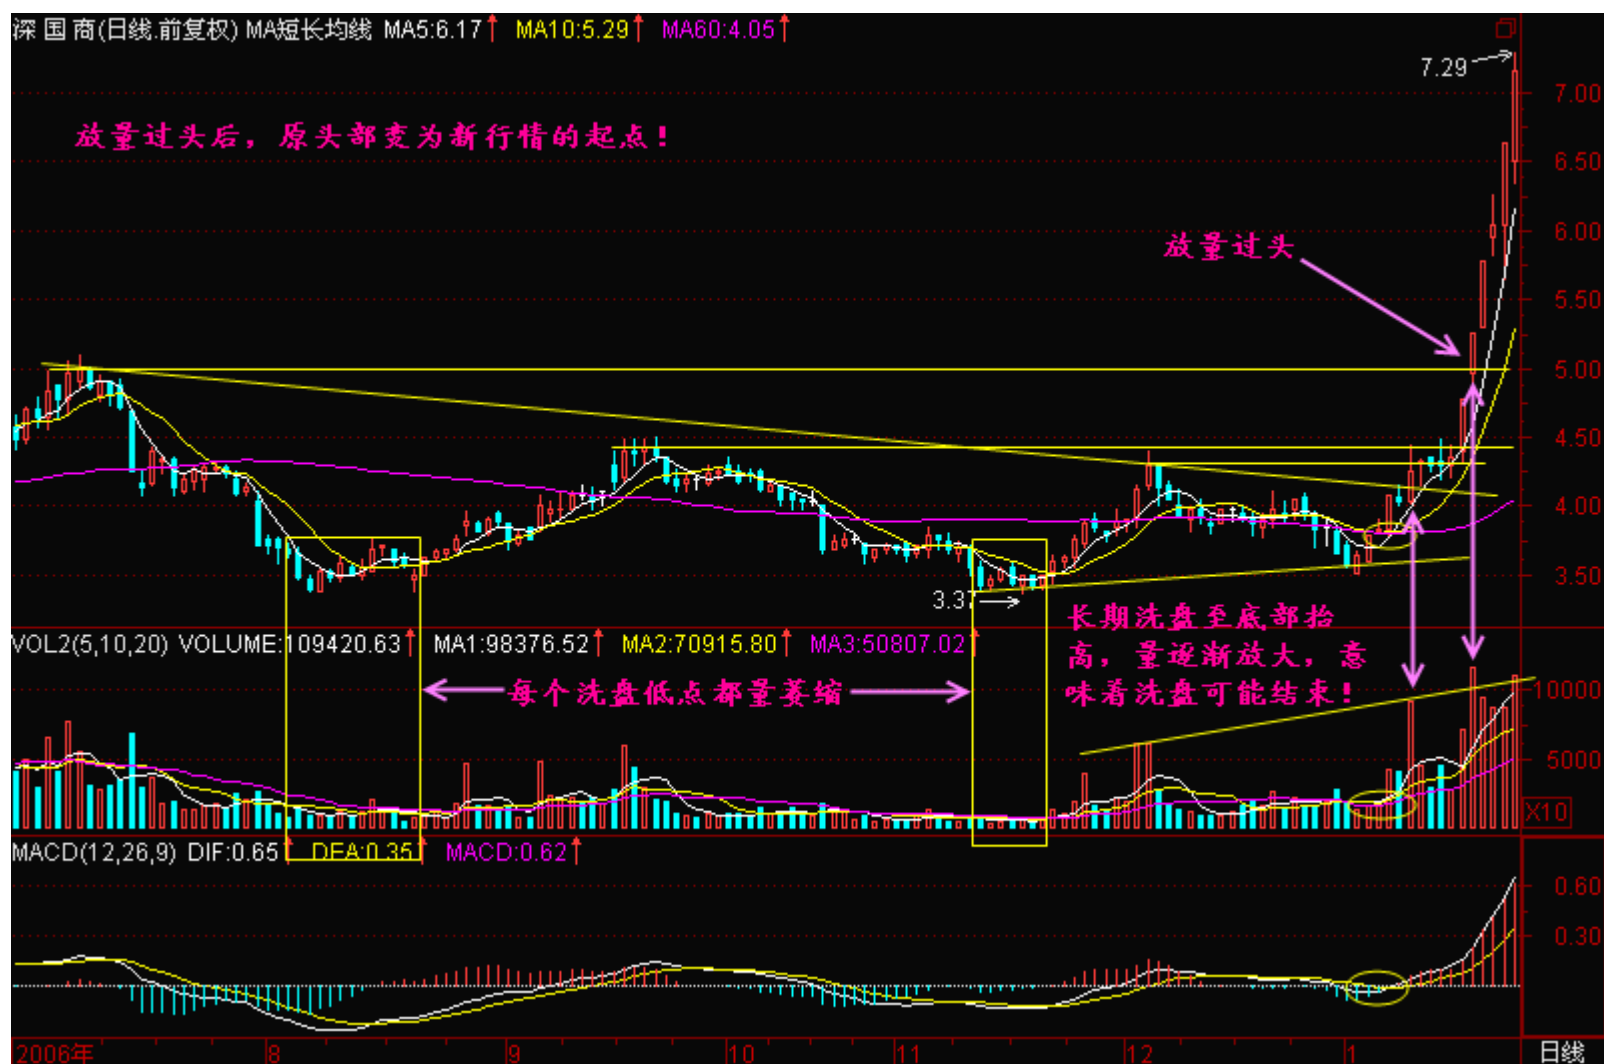 深 国 商(日线.前复权) MA短长均线 MA5:6.17↑ MA10:5.29↑ MA60:4.05↑
7.29
7.00
放量过头后，原头部变为新行情的起点！
6.50
放量过头
6.00
5.50
5.00
4.50
4.00
3.50
3.37
长期洗盘至底部抬
高，量逐渐放大，意
味着洗盘可能结束！
VOL2(5,10,20) VOLUME:109420.63↑ MA1:98376.52↑ MA2:70915.80↑ MA3:50807.02↑
每个洗盘低点都量萎缩
10000
5000
X10
MACD(12,26,9) DIF:0.65↑ DEA:0.35↑ MACD:0.62↑
0.60
0.30
2006年 8 9 10 11 12 1 日线